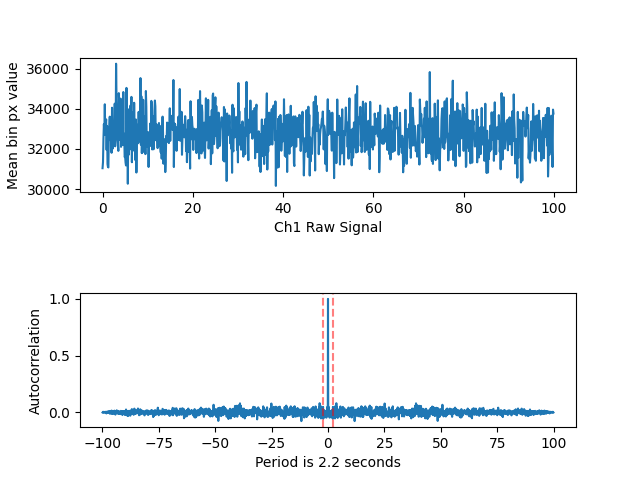 36000
34000
32000
30000
Mean bin px value
0 20 40 60 80 100
Ch1 Raw Signal
1.0
0.5
0.0
Autocorrelation
−100 −75 −50 −25 0 25 50 75 100
Period is 2.2 seconds